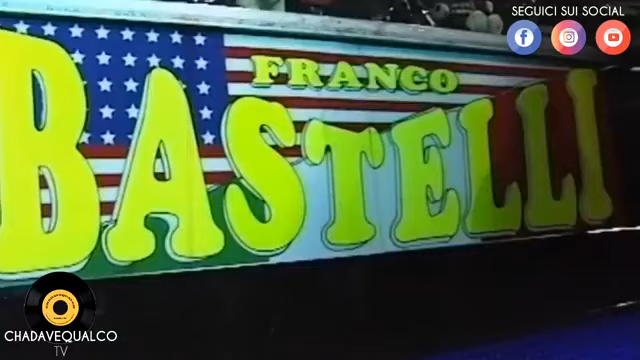 SEGUICI SUI SOCIAL
FRANCO
BASTELLI
CHADAVEQUALCO
TV